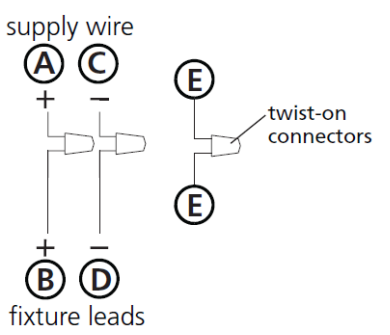 supply wire
A C
+ −
E
twist-on
connectors
E
+ −
B D
fixture leads